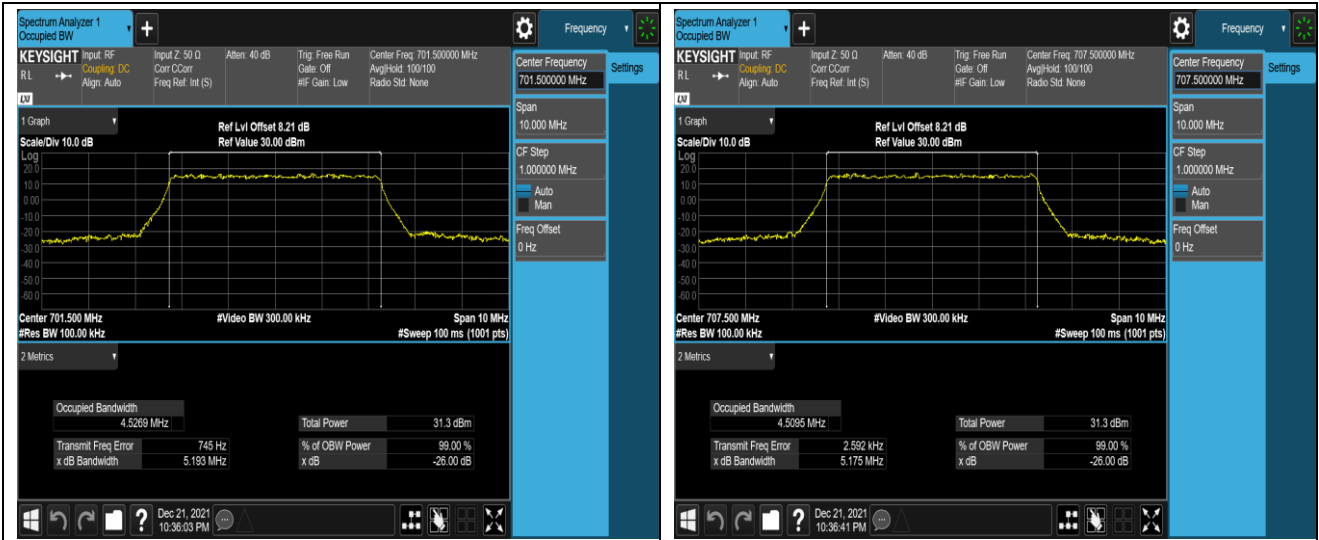 Spectrum Analyzer 1
Occupied BW
+
Frequency
KEYSIGHT Input: RF Input Z: 50 Ω Atten: 40 dB Trig: Free Run Center Freq: 701.500000 MHz
RL Coupling: DC Corr CCorr Gate: Off Avg|Hold: 100/100
Align: Auto Freq Ref: Int (S) #IF Gain: Low Radio Std: None
LXI
Center Frequency
701.500000 MHz
Settings
Span
10.000 MHz
CF Step
1.000000 MHz
Auto
Man
Freq Offset
0 Hz
1 Graph
Ref Lvl Offset 8.21 dB
Scale/Div 10.0 dB Ref Value 30.00 dBm
Log
20.0
10.0
0.00
-10.0
-20.0
-30.0
-40.0
-50.0
-60.0
Center 701.500 MHz #Video BW 300.00 kHz Span 10 MHz
#Res BW 100.00 kHz #Sweep 100 ms (1001 pts)
2 Metrics
Occupied Bandwidth
4.5269 MHz Total Power 31.3 dBm
Transmit Freq Error 745 Hz % of OBW Power 99.00 %
x dB Bandwidth 5.193 MHz x dB -26.00 dB
? Dec 21, 2021
10:36:03 PM
Spectrum Analyzer 1
Occupied BW
+
Frequency
KEYSIGHT Input: RF Input Z: 50 Ω Atten: 40 dB Trig: Free Run Center Freq: 707.500000 MHz
RL Coupling: DC Corr CCorr Gate: Off Avg|Hold: 100/100
Align: Auto Freq Ref: Int (S) #IF Gain: Low Radio Std: None
LXI
Center Frequency
707.500000 MHz
Settings
Span
10.000 MHz
CF Step
1.000000 MHz
Auto
Man
Freq Offset
0 Hz
1 Graph
Ref Lvl Offset 8.21 dB
Scale/Div 10.0 dB Ref Value 30.00 dBm
Log
20.0
10.0
0.00
-10.0
-20.0
-30.0
-40.0
-50.0
-60.0
Center 707.500 MHz #Video BW 300.00 kHz Span 10 MHz
#Res BW 100.00 kHz #Sweep 100 ms (1001 pts)
2 Metrics
Occupied Bandwidth
4.5095 MHz Total Power 31.3 dBm
Transmit Freq Error 2.592 kHz % of OBW Power 99.00 %
x dB Bandwidth 5.175 MHz x dB -26.00 dB
? Dec 21, 2021
10:36:41 PM